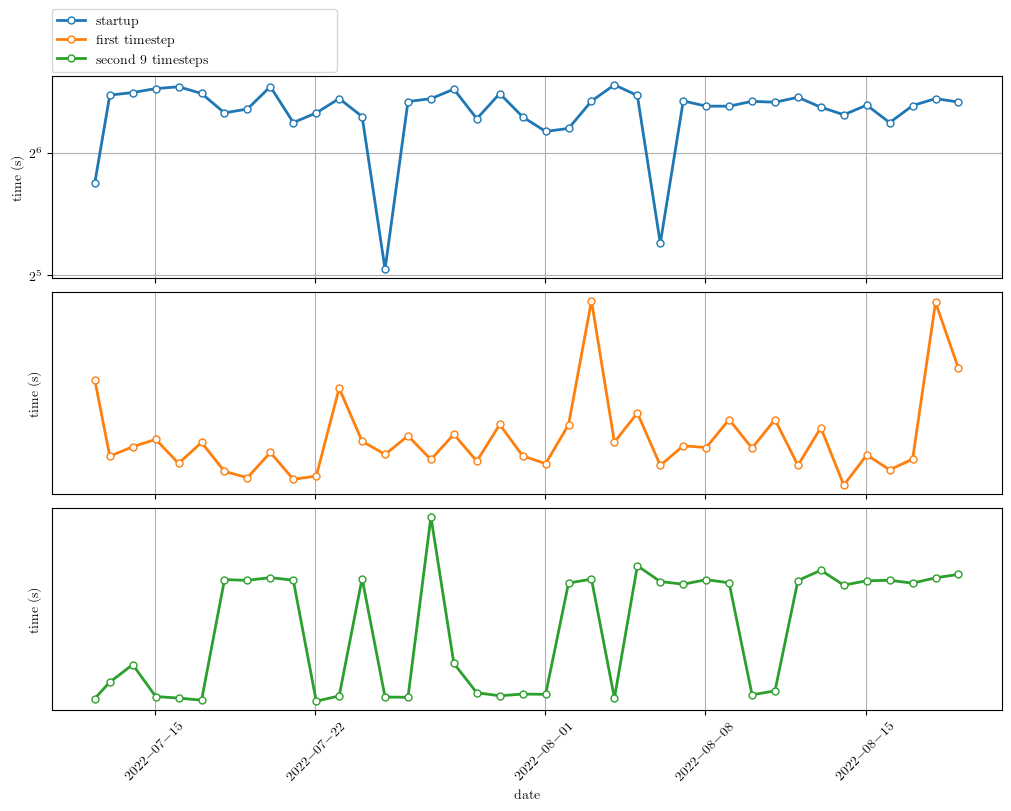 startup
first timestep
second 9 timesteps
2^6
time (s)
2^5
time (s)
time (s)
2022−07−15
2022−07−22
2022−08−01
2022−08−08
2022−08−15
date